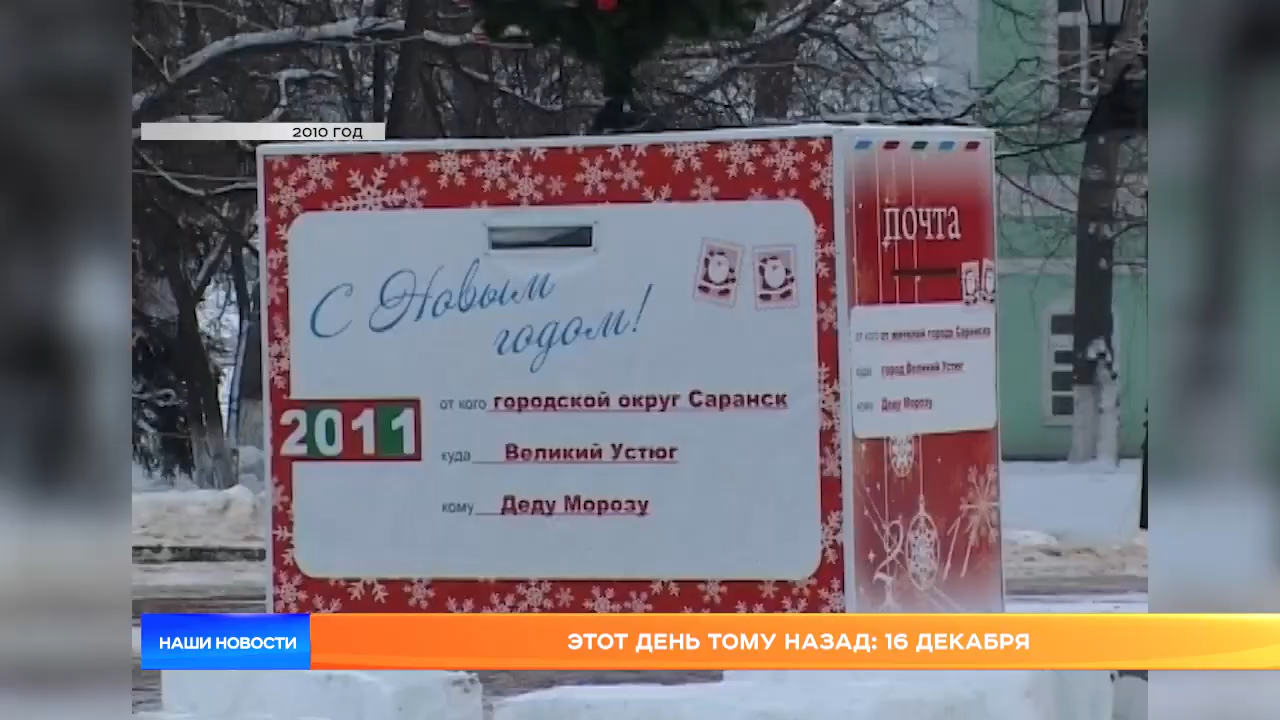 2010 ГОД
С Новым
годом!
2011
от кого городской округ Саранск
куда Великий Устюг
кому Деду Морозу
ПОЧТА
от кого от жителей города Саранска
куда город Великий Устюг
кому Деду Морозу
НАШИ НОВОСТИ
ЭТОТ ДЕНЬ ТОМУ НАЗАД: 16 ДЕКАБРЯ